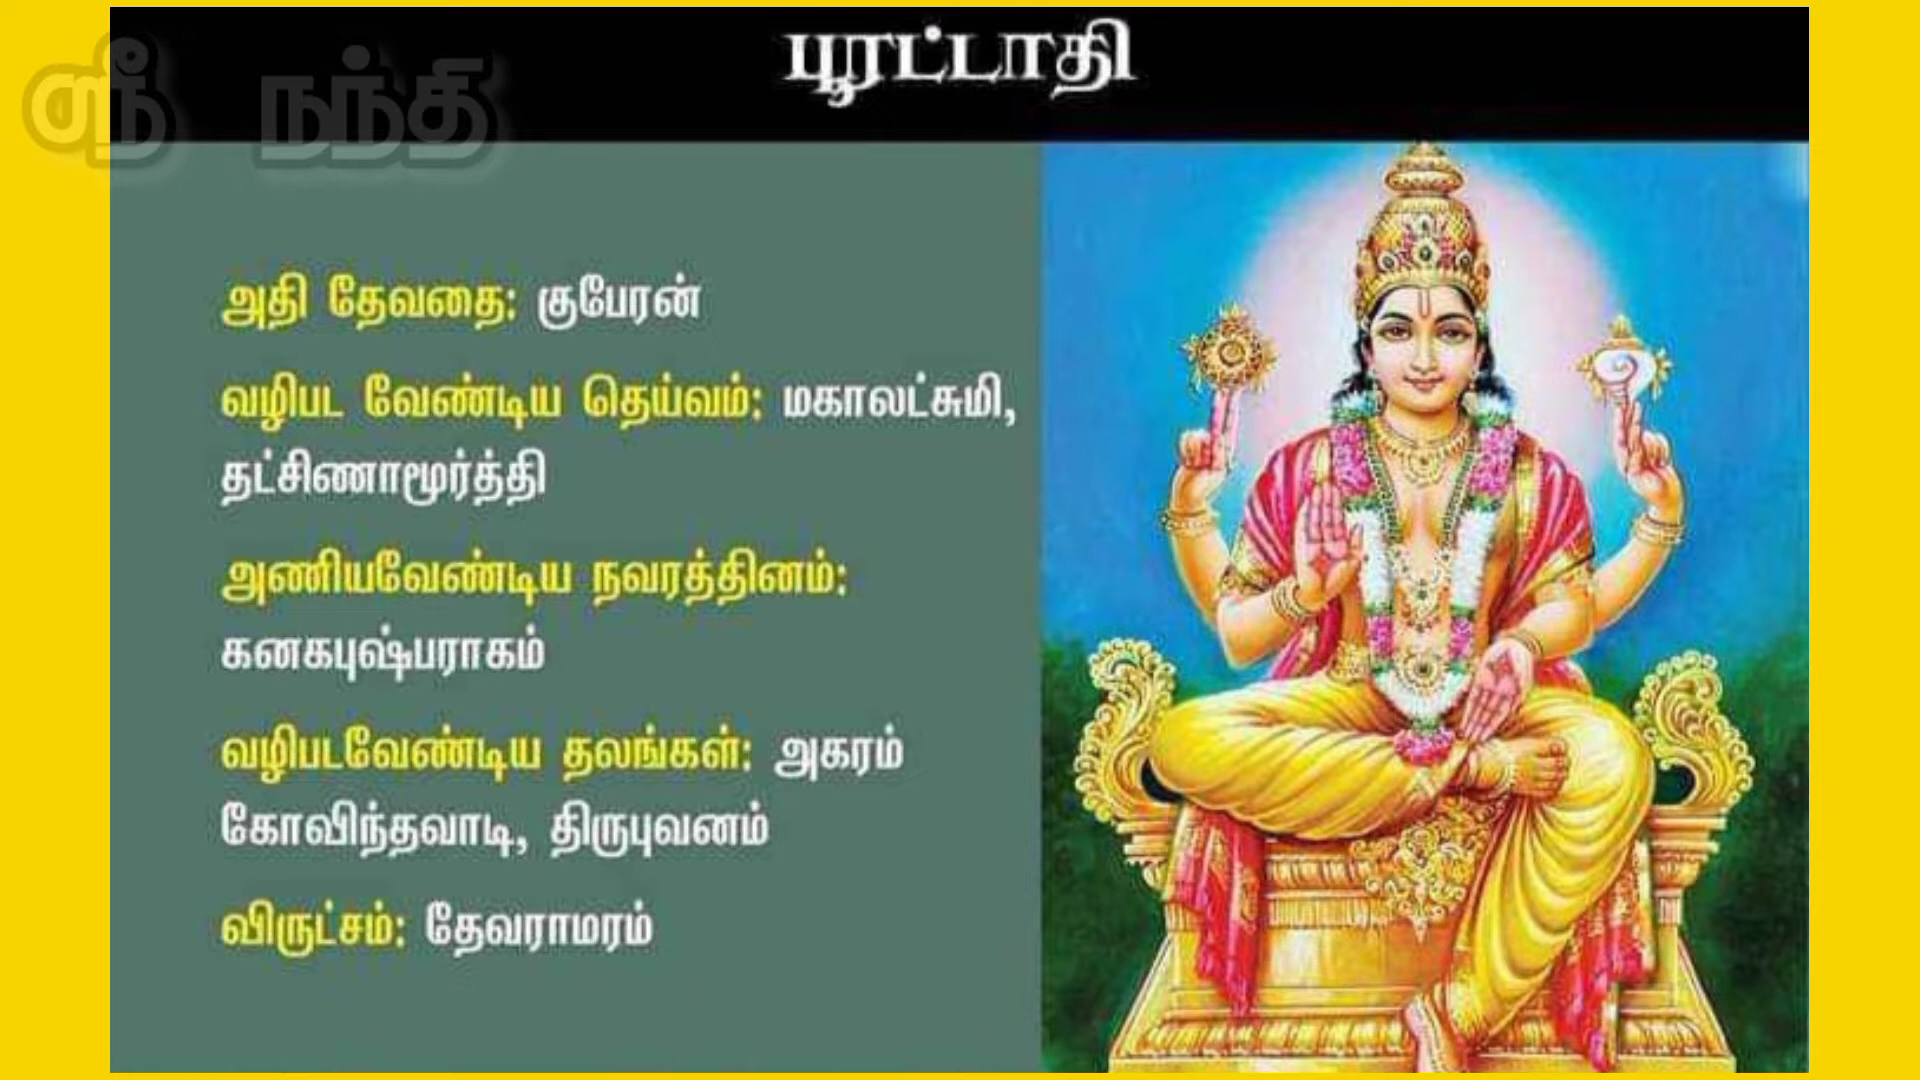 பூரட்டாதி
ஸ்ரீ நந்தி
அதி தேவதை: குபேரன்
வழிபட வேண்டிய தெய்வம்: மகாலட்சுமி,
தட்சிணாமூர்த்தி
அணியவேண்டிய நவரத்தினம்:
கனகபுஷ்பராகம்
வழிபடவேண்டிய தலங்கள்: அகரம்
கோவிந்தவாடி, திருபுவனம்
விருட்சம்: தேவராமரம்